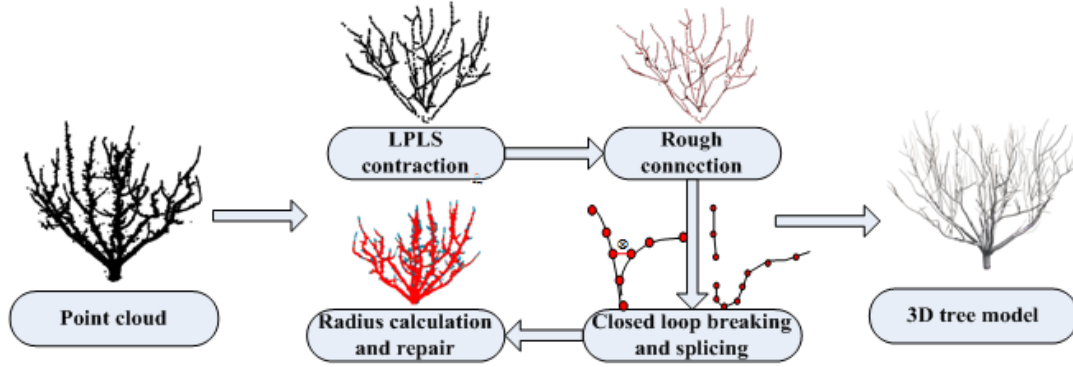 LPLS
contraction
Rough
connection
Point cloud
Radius calculation
and repair
Closed loop breaking
and splicing
3D tree model